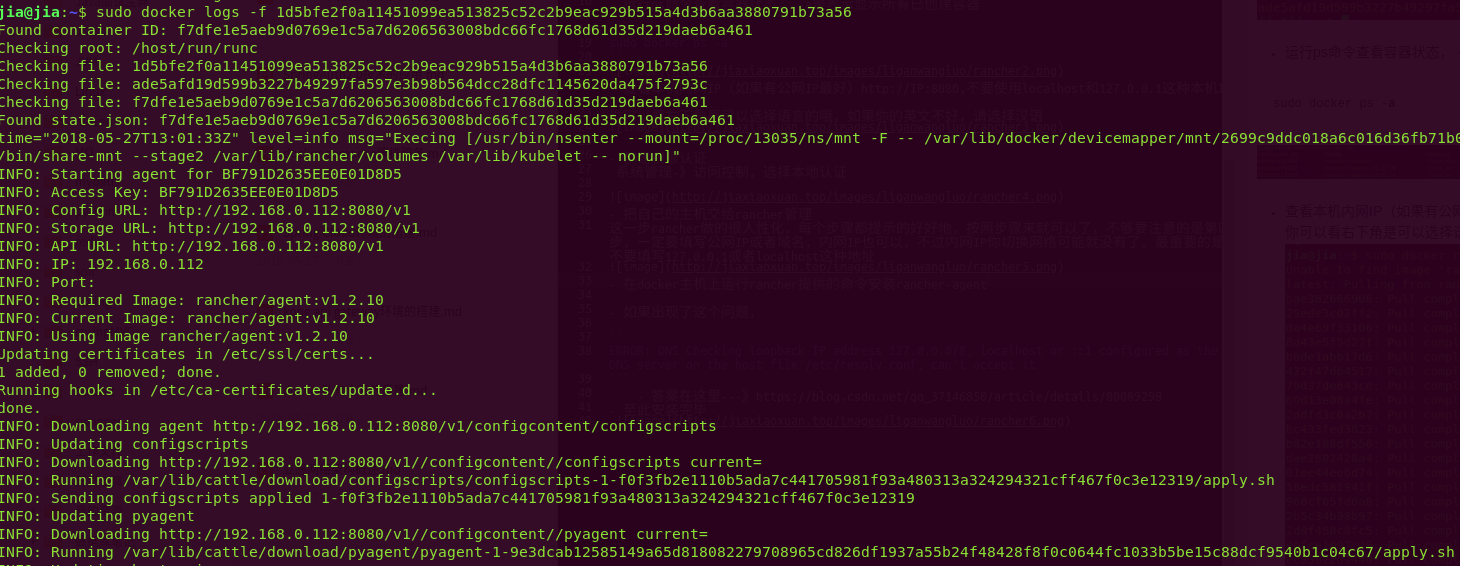 jia@jia:~$ sudo docker logs -f 1d5bfe2f0a11451099ea513825c52c2b9eac929b515a4d3b6aa3880791b73a56
Found container ID: f7dfe1e5aeb9d0769e1c5a7d6206563008bdc66fc1768d61d35d219daeb6a461
Checking root: /host/run/runc
Checking file: 1d5bfe2f0a11451099ea513825c52c2b9eac929b515a4d3b6aa3880791b73a56
Checking file: ade5afd19d599b3227b49297fa597e3b98b564dcc28dfc1145620da475f2793c
Checking file: f7dfe1e5aeb9d0769e1c5a7d6206563008bdc66fc1768d61d35d219daeb6a461
Found state.json: f7dfe1e5aeb9d0769e1c5a7d6206563008bdc66fc1768d61d35d219daeb6a461
time="2018-05-27T13:01:33Z" level=info msg="Execing [/usr/bin/nsenter --mount=/proc/13035/ns/mnt -F -- /var/lib/docker/devicemapper/mnt/2699c9ddc018a6c016d36fb71b0
/bin/share-mnt --stage2 /var/lib/rancher/volumes /var/lib/kubelet -- norun]"
INFO: Starting agent for BF791D2635EE0E01D8D5
INFO: Access Key: BF791D2635EE0E01D8D5
INFO: Config URL: http://192.168.0.112:8080/v1
INFO: Storage URL: http://192.168.0.112:8080/v1
INFO: API URL: http://192.168.0.112:8080/v1
INFO: IP: 192.168.0.112
INFO: Port:
INFO: Required Image: rancher/agent:v1.2.10
INFO: Current Image: rancher/agent:v1.2.10
INFO: Using image rancher/agent:v1.2.10
Updating certificates in /etc/ssl/certs...
1 added, 0 removed; done.
Running hooks in /etc/ca-certificates/update.d...
done.
INFO: Downloading agent http://192.168.0.112:8080/v1/configcontent/configscripts
INFO: Updating configscripts
INFO: Downloading http://192.168.0.112:8080/v1//configcontent//configscripts current=
INFO: Running /var/lib/cattle/download/configscripts/configscripts-1-f0f3fb2e1110b5ada7c441705981f93a480313a324294321cff467f0c3e12319/apply.sh
INFO: Sending configscripts applied 1-f0f3fb2e1110b5ada7c441705981f93a480313a324294321cff467f0c3e12319
INFO: Updating pyagent
INFO: Downloading http://192.168.0.112:8080/v1//configcontent//pyagent current=
INFO: Running /var/lib/cattle/download/pyagent/pyagent-1-9e3dcab12585149a65d818082279708965cd826df1937a55b24f48428f8f0c0644fc1033b5be15c88dcf9540b1c04c67/apply.sh